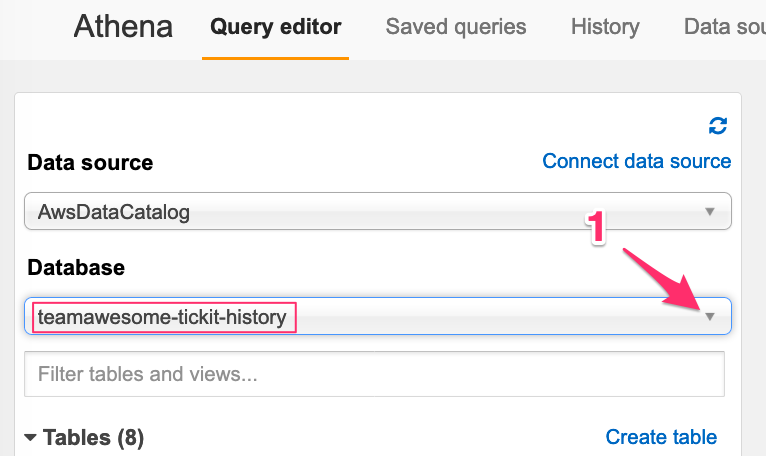 Athena Query editor Saved queries History Data sou
Data source Connect data source
AwsDataCatalog
1
Database
teamawesome-tickit-history
Filter tables and views...
Tables (8) Create table